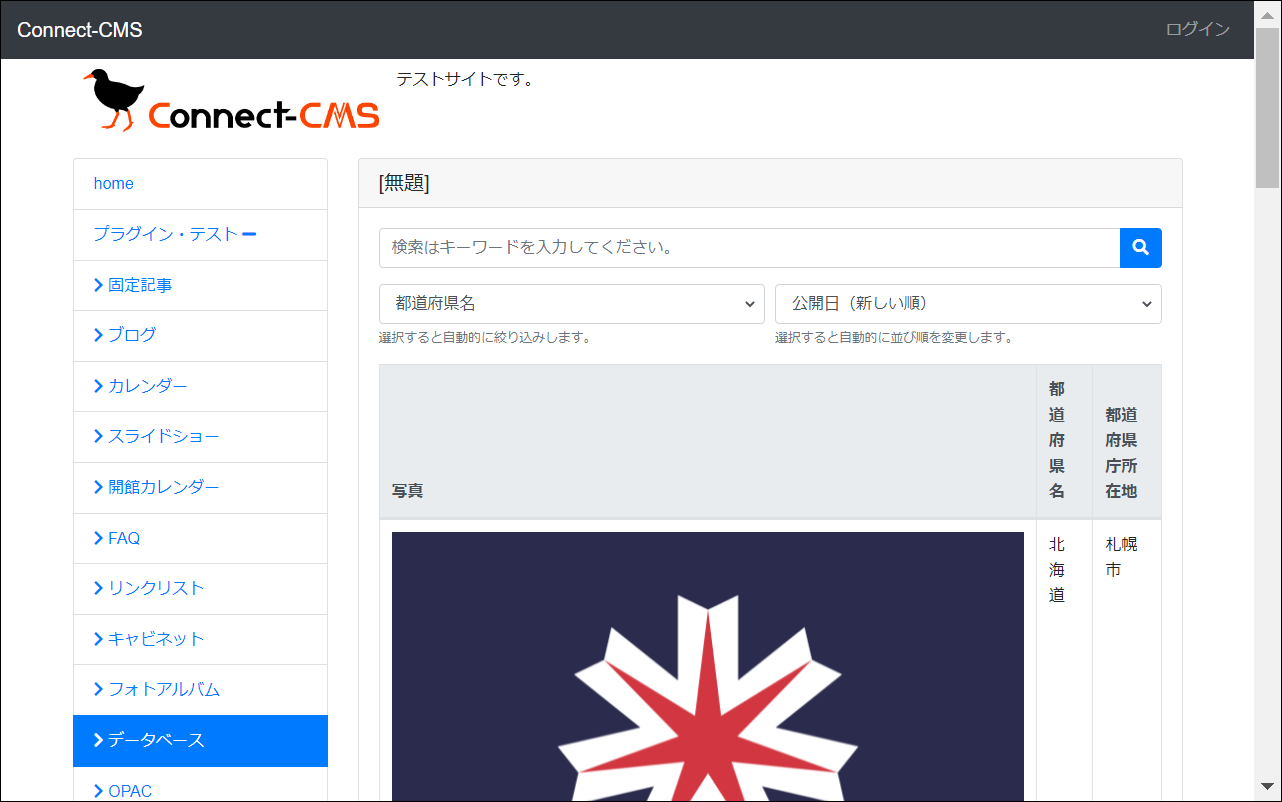 Connect-CMS
ログイン
Connect-CMS
テストサイトです。
home
プラグイン・テスト
固定記事
ブログ
カレンダー
スライドショー
開館カレンダー
FAQ
リンクリスト
キャビネット
フォトアルバム
データベース
OPAC
[無題]
検索はキーワードを入力してください。
都道府県名
公開日（新しい順）
選択すると自動的に絞り込みします。
選択すると自動的に並び順を変更します。
写真
都
道
府
県
名
都道
府県
庁所
在地
北
海
道
札幌
市